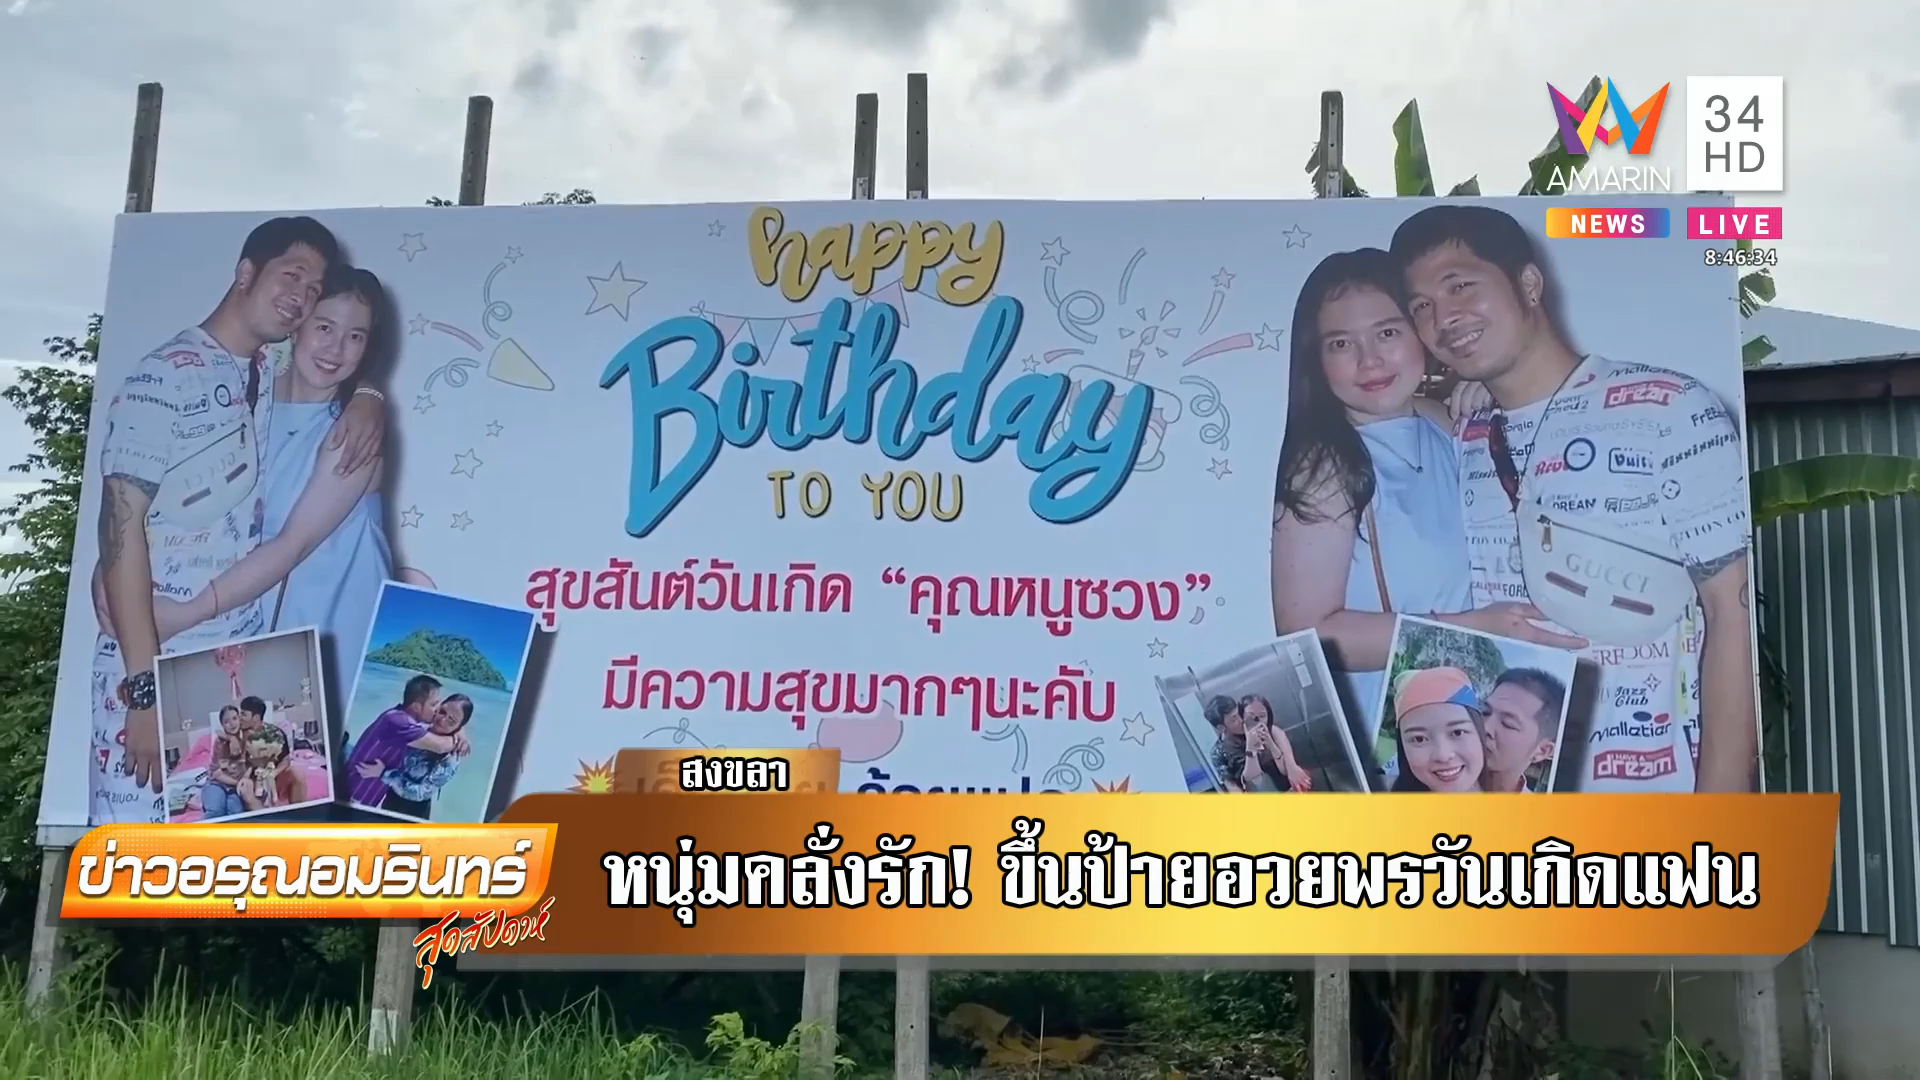 34
HD
AMARIN
NEWS
LIVE
8:46:34
happy
Birthday
TO YOU
สุขสันต์วันเกิด “คุณหนูซวง”
มีความสุขมากๆนะคับ
GUCCI
dream
Malletier
dream
สงขลา
ข่าวอรุณอมรินทร์
สุดสัปดาห์
หนุ่มคลั่งรัก! ขึ้นป้ายอวยพรวันเกิดแฟน